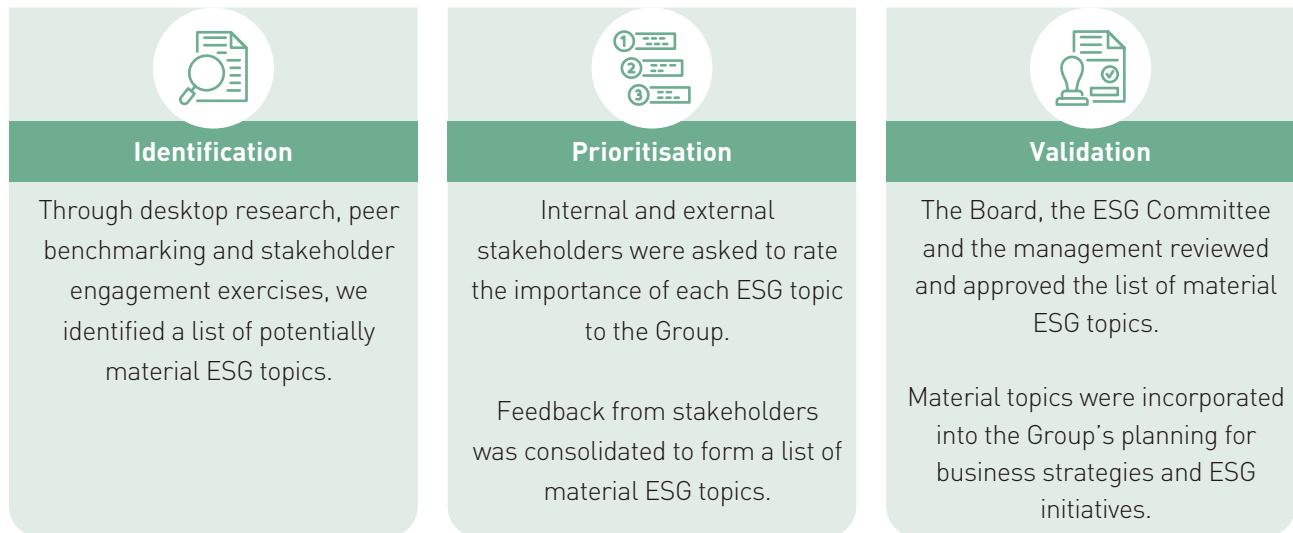 Identification
Through desktop research, peer
benchmarking and stakeholder
engagement exercises, we
identified a list of potentially
material ESG topics.
1
2
3
Prioritisation
Internal and external
stakeholders were asked to rate
the importance of each ESG topic
to the Group.
Feedback from stakeholders
was consolidated to form a list of
material ESG topics.
Validation
The Board, the ESG Committee
and the management reviewed
and approved the list of material
ESG topics.
Material topics were incorporated
into the Group’s planning for
business strategies and ESG
initiatives.